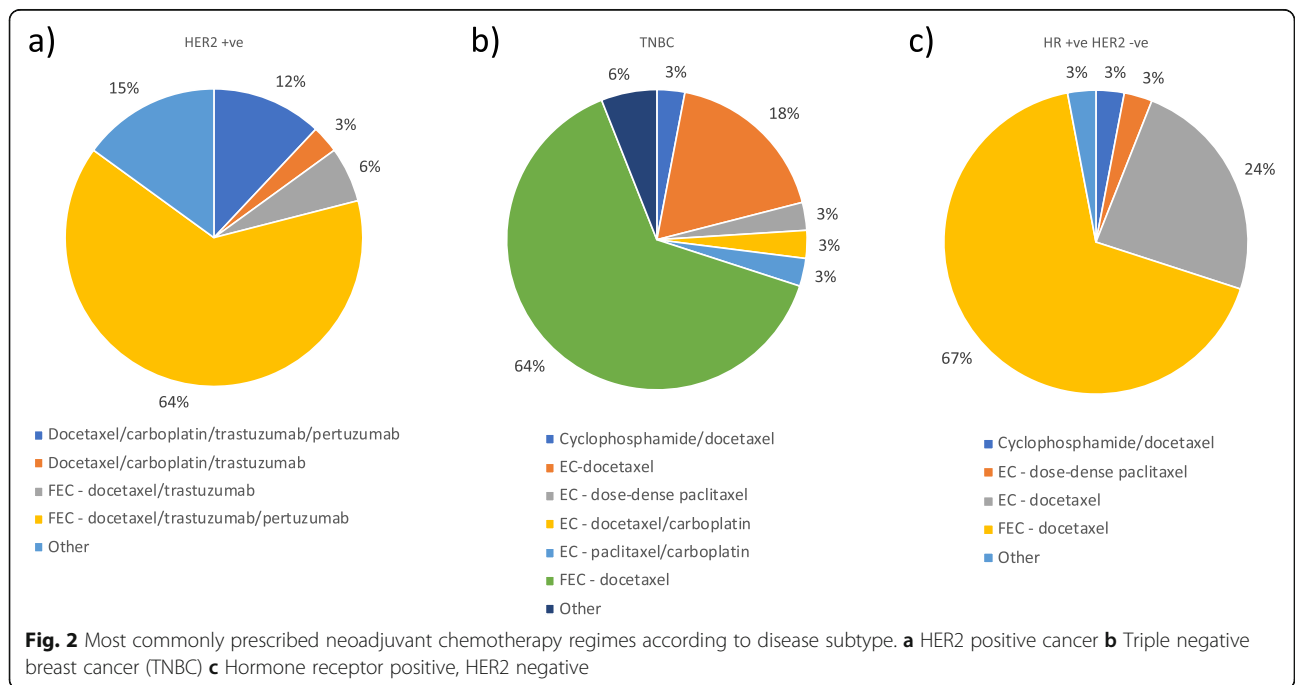 a)
HER2 +ve
15%
12%
3%
6%
64%
Docetaxel/carboplatin/trastuzumab/pertuzumab
Docetaxel/carboplatin/trastuzumab
FEC - docetaxel/trastuzumab
FEC - docetaxel/trastuzumab/pertuzumab
Other
b)
TNBC
6%
3%
18%
3%
3%
3%
64%
Cyclophosphamide/docetaxel
EC-docetaxel
EC - dose-dense paclitaxel
EC - docetaxel/carboplatin
EC - paclitaxel/carboplatin
FEC - docetaxel
Other
c)
HR +ve HER2 -ve
3%
3%
3%
24%
67%
Cyclophosphamide/docetaxel
EC - dose-dense paclitaxel
EC - docetaxel
FEC - docetaxel
Other
Fig. 2 Most commonly prescribed neoadjuvant chemotherapy regimes according to disease subtype. a HER2 positive cancer b Triple negative
breast cancer (TNBC) c Hormone receptor positive, HER2 negative